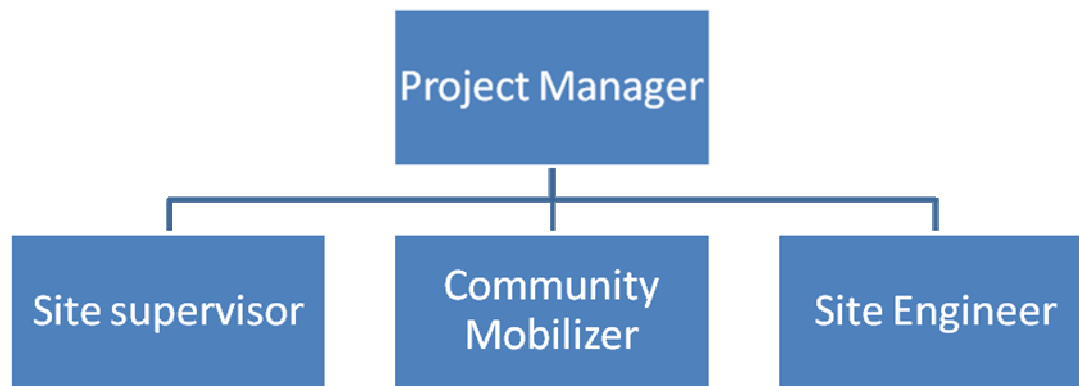 Project Manager
Site supervisor
Community
Mobilizer
Site Engineer